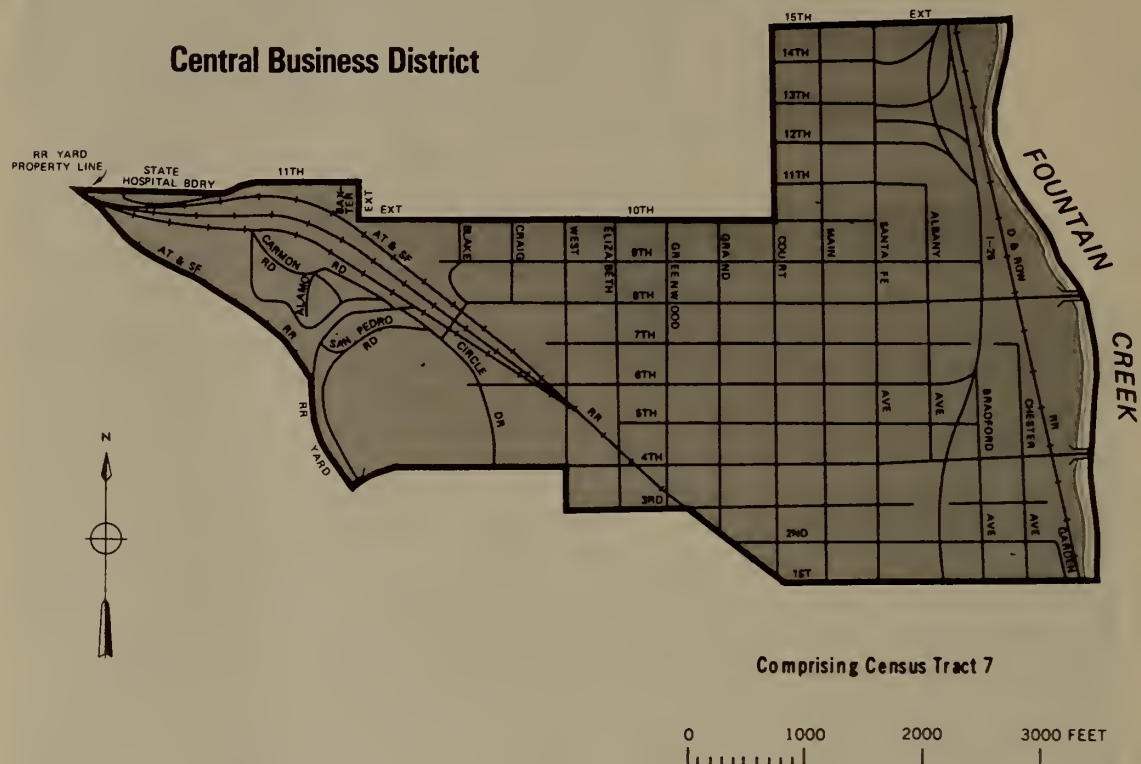 Central Business District
15TH
EXT
14TH
13TH
12TH
11TH
RR YARD
PROPERTY LINE
STATE
HOSPITAL BDRY
11TH
BAX
TER
EXT
EXT
10TH
FOUNTAIN
CREEK
AT & SF
AT & SF
RR
RR
YARD
CARMON
RD
RD
ALAMO
SAN PEDRO
RD
CIRCLE
DR
BLAKE
CRAIG
WEST
ELIZABETH
GREENWOOD
GRAND
COURT
MAIN
SANTA FE
AVE
ALBANY
AVE
I-25
D & RGW
RR
9TH
8TH
7TH
6TH
5TH
4TH
3RD
2ND
1ST
RR
BRADFORD
AVE
CHESTER
AVE
GARDEN
N
Comprising Census Tract 7
0 1000 2000 3000 FEET